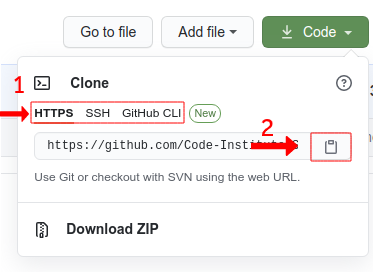 Go to file Add file Code
1 Clone
HTTPS SSH GitHub CLI New
2
https://github.com/Code-Institute-S
Use Git or checkout with SVN using the web URL.
Download ZIP